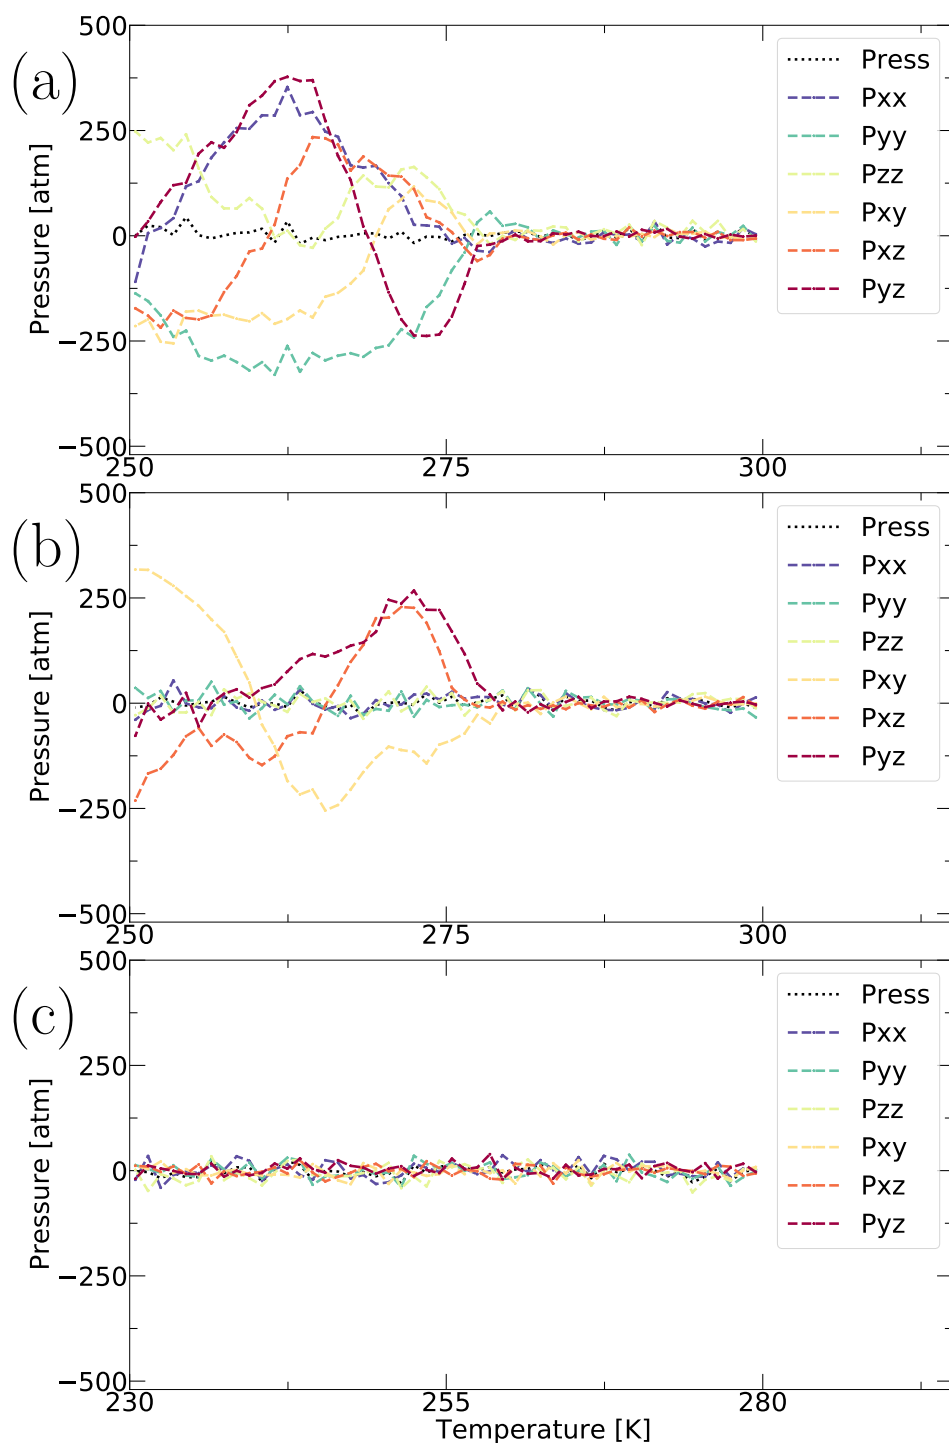 (a)
Pressure [atm]
500
250
0
−250
−500
250
275
300
Press
Pxx
Pyy
Pzz
Pxy
Pxz
Pyz
(b)
Pressure [atm]
500
250
0
−250
−500
250
275
300
Press
Pxx
Pyy
Pzz
Pxy
Pxz
Pyz
(c)
Pressure [atm]
500
250
0
−250
−500
230
255
280
Press
Pxx
Pyy
Pzz
Pxy
Pxz
Pyz
Temperature [K]